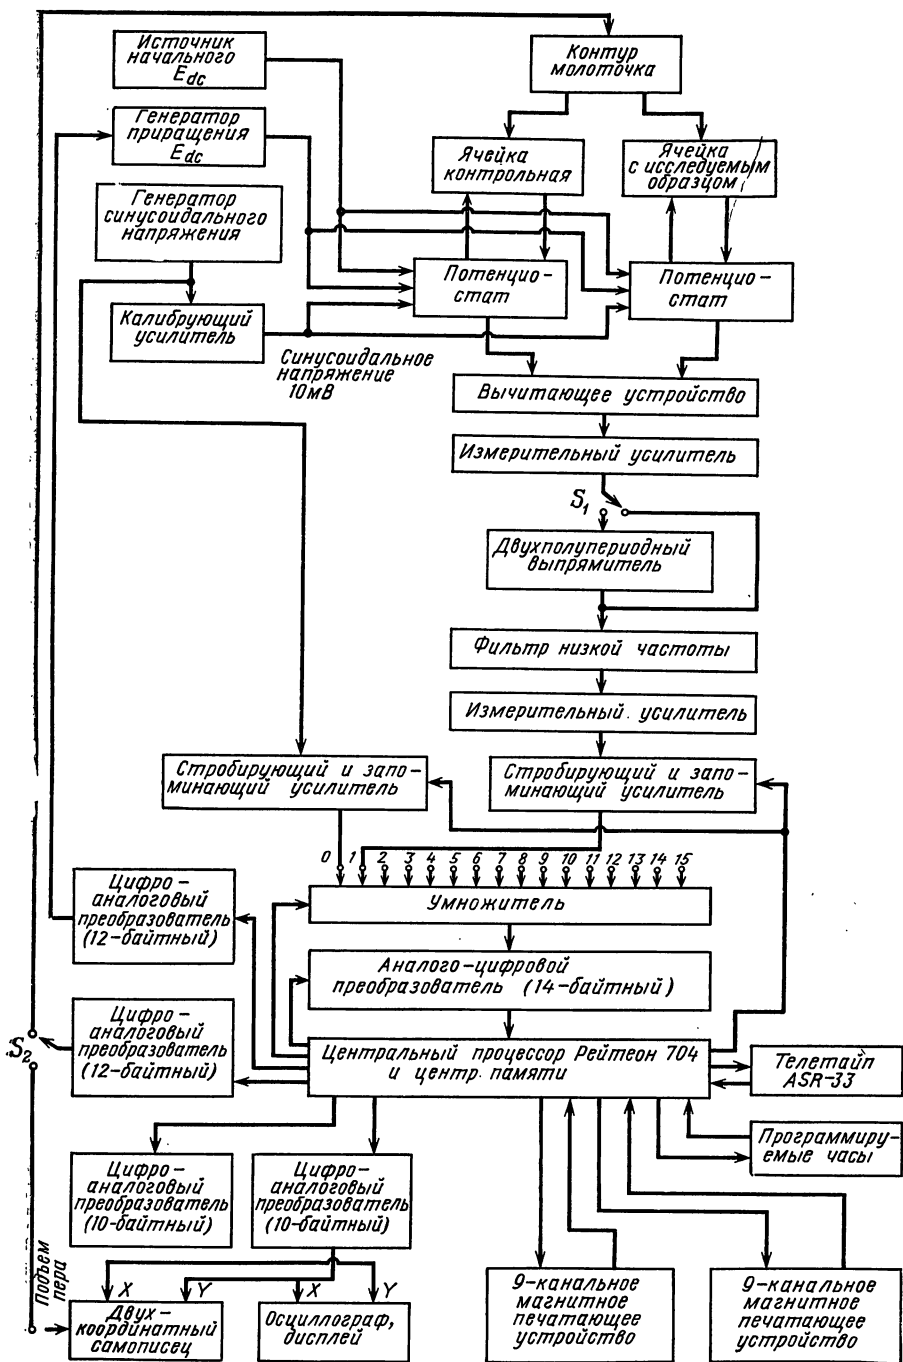 Источник
начального
Edc
Контур
молоточка
Генератор
приращения
Edc
Ячейка
контрольная
Ячейка
с исследуемым
образцом
Генератор
синусоидального
напряжения
Потенцио-
стат
Потенцио-
стат
Калибрующий
усилитель
Синусоидальное
напряжение
10мВ
Вычитающее устройство
Измерительный усилитель
S1
Двухполупериодный
выпрямитель
Фильтр низкой частоты
Измерительный усилитель
Стробирующий и запо-
минающий усилитель
Стробирующий и запо-
минающий усилитель
0 1 2 3 4 5 6 7 8 9 10 11 12 13 14 15
Умножитель
Цифро-
аналоговый
преобразователь
(12-байтный)
Аналого-цифровой
преобразователь (14-байтный)
S2
Цифро-
аналоговый
преобразователь
(12-байтный)
Центральный процессор Рейтеон 704
и центр. памяти
Телетайп
ASR-33
Программиру-
емые часы
Цифро-
аналоговый
преобразователь
(10-байтный)
Цифро-
аналоговый
преобразователь
(10-байтный)
Подъем
пера
X Y X Y
Двух-
координатный
самописец
Осциллограф,
дисплей
9-канальное
магнитное
печатающее
устройство
9-канальное
магнитное
печатающее
устройство